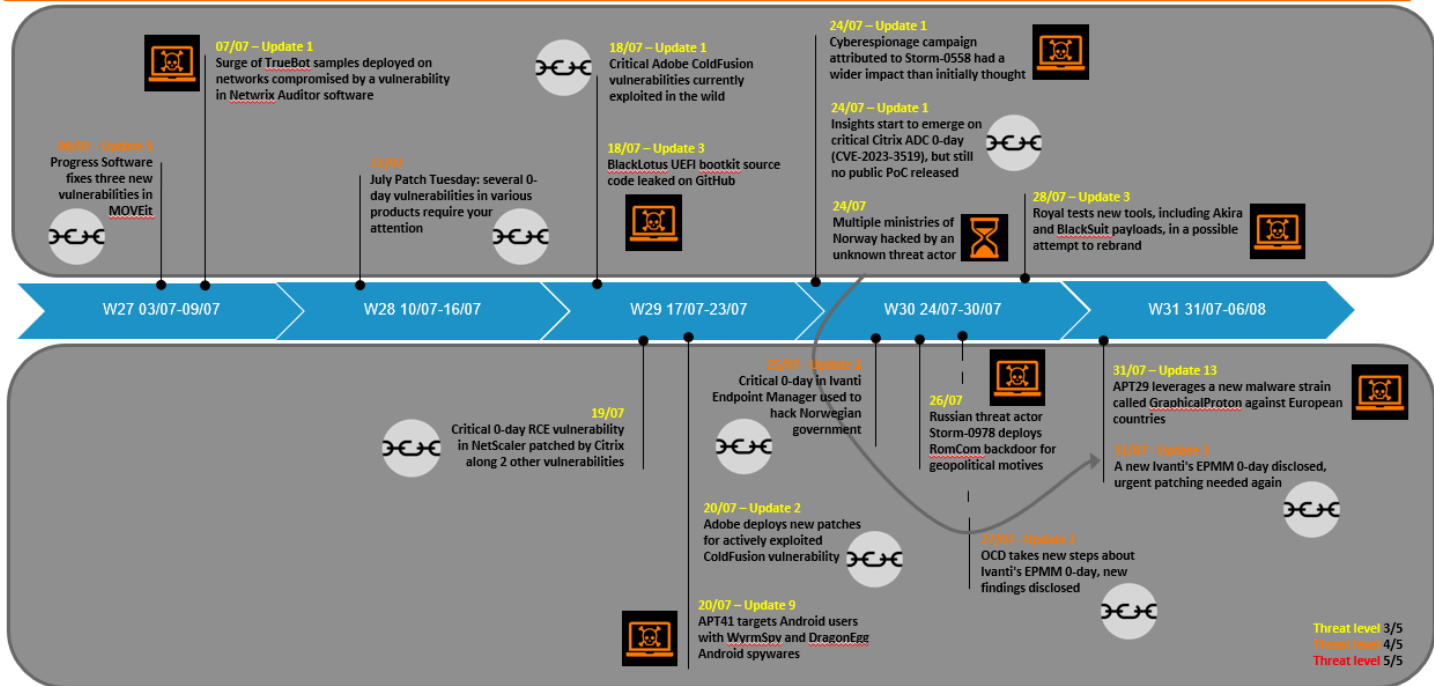 07/07 – Update 1
Surge of TrueBot samples deployed on
networks compromised by a vulnerability
in Netwrix Auditor software
Update
Progress Software
fixes three new
vulnerabilities in
MOVEit
July Patch Tuesday: several 0-
day vulnerabilities in various
products require your
attention
18/07 – Update 1
Critical Adobe ColdFusion
vulnerabilities currently
exploited in the wild
18/07 – Update 3
BlackLotus UEFI bootkit source
code leaked on GitHub
24/07 – Update 1
Cyberespionage campaign
attributed to Storm-0558 had a
wider impact than initially thought
24/07 – Update 1
Insights start to emerge on
critical Citrix ADC 0-day
(CVE-2023-3519), but still
no public PoC released
24/07
Multiple ministries of
Norway hacked by an
unknown threat actor
28/07 – Update 3
Royal tests new tools, including Akira
and BlackSuit payloads, in a possible
attempt to rebrand
W27 03/07-09/07
W28 10/07-16/07
W29 17/07-23/07
W30 24/07-30/07
W31 31/07-06/08
19/07
Critical 0-day RCE vulnerability
in NetScaler patched by Citrix
along 2 other vulnerabilities
20/07 – Update 2
Adobe deploys new patches
for actively exploited
ColdFusion vulnerability
20/07 – Update 9
APT41 targets Android users
with WyrmSpy and DragonEgg
Android spywares
25/07 - Update 1
Critical 0-day in Ivanti
Endpoint Manager used to
hack Norwegian
government
26/07
Russian threat actor
Storm-0978 deploys
RomCom backdoor for
geopolitical motives
27/07 - Update
OCD takes new steps about
Ivanti's EPMM 0-day, new
findings disclosed
31/07 – Update 13
APT29 leverages a new malware strain
called GraphicalProton against European
countries
31/07 - Update
A new Ivanti's EPMM 0-day disclosed,
urgent patching needed again
Threat level 3/5
Threat level 4/5
Threat level 5/5